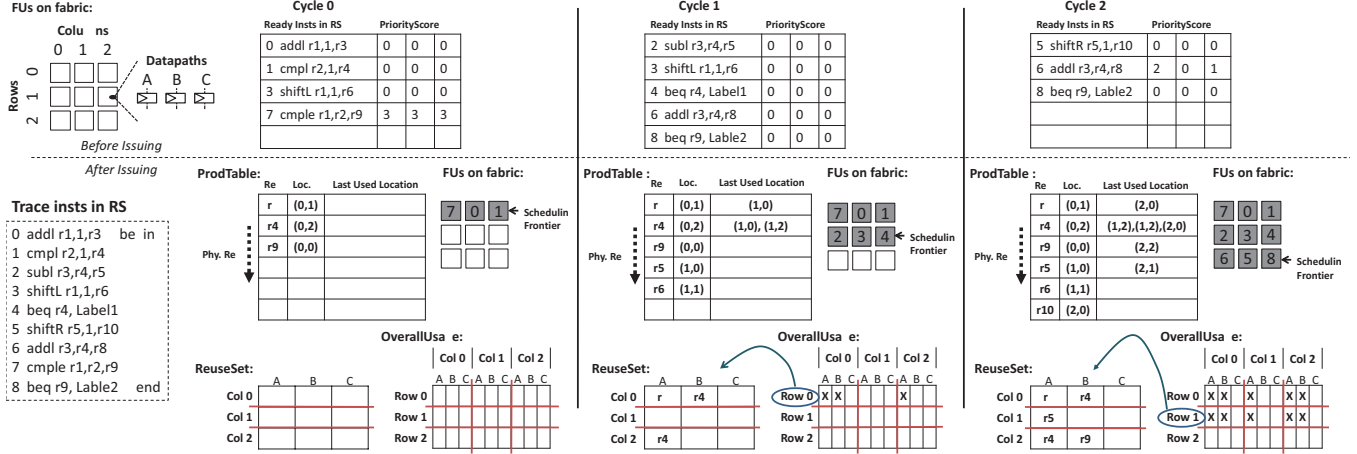 FUs on fabric:
Colu ns
0 1 2
Rows
0
1
2
Datapaths
A B C
Before Issuing
After Issuing
Trace insts in RS
0 addl r1,1,r3 be in
1 cmpl r2,1,r4
2 subl r3,r4,r5
3 shiftL r1,1,r6
4 beq r4, Label1
5 shiftR r5,1,r10
6 addl r3,r4,r8
7 cmple r1,r2,r9
8 beq r9, Lable2 end
Cycle 0
Ready Insts in RS PriorityScore
0 addl r1,1,r3 0 0 0
1 cmpl r2,1,r4 0 0 0
3 shiftL r1,1,r6 0 0 0
7 cmple r1,r2,r9 3 3 3
ProdTable :
Re Loc. Last Used Location
r (0,1)
r4 (0,2)
r9 (0,0)
Phy. Re
FUs on fabric:
7 0 1
Schedulin
Frontier
OverallUsa e:
Col 0 Col 1 Col 2
ReuseSet:
A B C
A B C A B C A B C
Col 0
Col 1
Col 2
Row 0
Row 1
Row 2
Cycle 1
Ready Insts in RS PriorityScore
2 subl r3,r4,r5 0 0 0
3 shiftL r1,1,r6 0 0 0
4 beq r4, Label1 0 0 0
6 addl r3,r4,r8 0 0 0
8 beq r9, Lable2 0 0 0
ProdTable :
Re Loc. Last Used Location
r (0,1) (1,0)
r4 (0,2) (1,0), (1,2)
r9 (0,0)
r5 (1,0)
r6 (1,1)
Phy. Re
FUs on fabric:
7 0 1
2 3 4
Schedulin
Frontier
OverallUsa e:
Col 0 Col 1 Col 2
ReuseSet:
A B C
A B C A B C A B C
Col 0 r r4
Col 1
Col 2 r4
Row 0 X X X
Row 1
Row 2
Cycle 2
Ready Insts in RS PriorityScore
5 shiftR r5,1,r10 0 0 0
6 addl r3,r4,r8 2 0 1
8 beq r9, Lable2 0 0 0
ProdTable :
Re Loc. Last Used Location
r (0,1) (2,0)
r4 (0,2) (1,2),(1,2),(2,0)
r9 (0,0) (2,2)
r5 (1,0) (2,1)
r6 (1,1)
r10 (2,0)
Phy. Re
FUs on fabric:
7 0 1
2 3 4
6 5 8
Schedulin
Frontier
OverallUsa e:
Col 0 Col 1 Col 2
ReuseSet:
A B C
A B C A B C A B C
Col 0 r r4
Col 1 r5
Col 2 r4 r9
Row 0 X X X X X
Row 1 X X X X X
Row 2